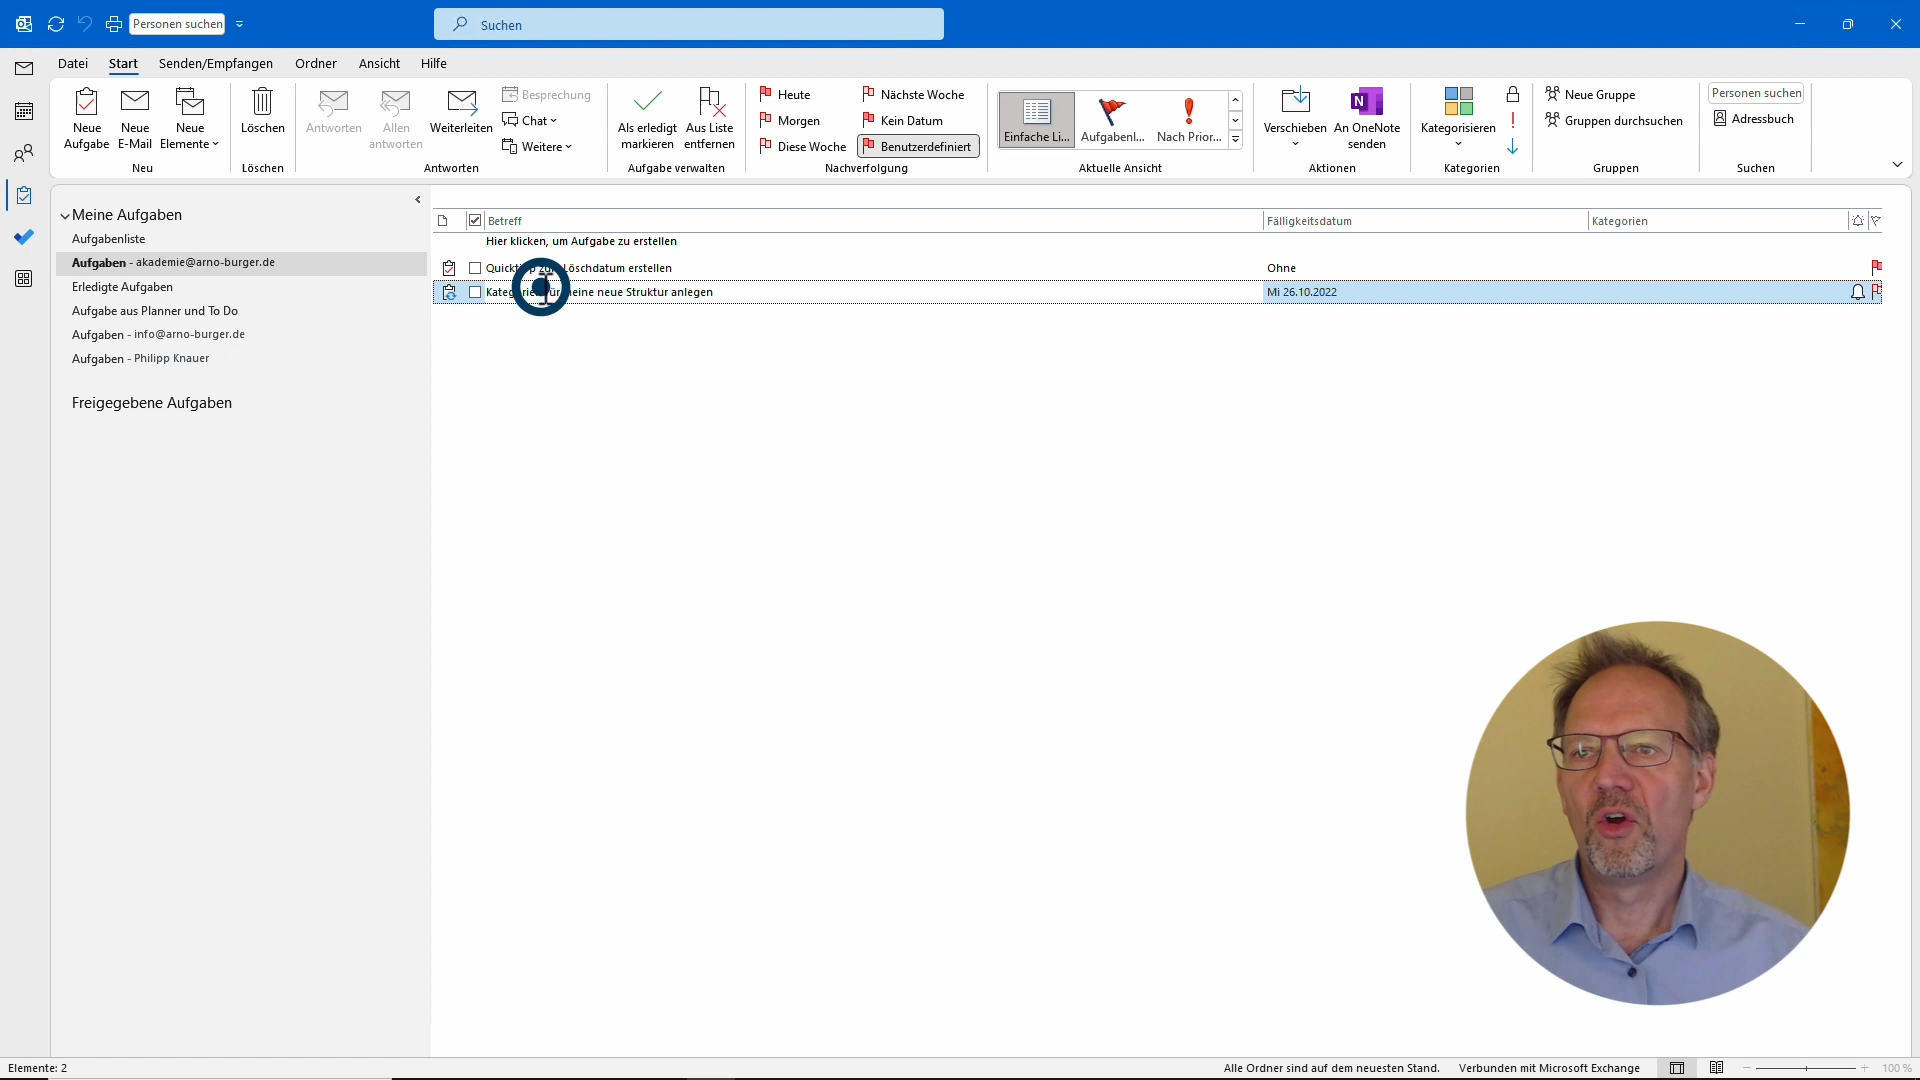 Personen suchen
Suchen
Datei Start Senden/Empfangen Ordner Ansicht Hilfe
Neue Aufgabe
Neue E-Mail
Neue Elemente
Neu
Löschen
Löschen
Antworten
Allen antworten
Weiterleiten
Besprechung
Chat
Weitere
Antworten
Als erledigt markieren
Aus Liste entfernen
Aufgabe verwalten
Heute
Morgen
Diese Woche
Nächste Woche
Kein Datum
Benutzerdefiniert
Nachverfolgung
Einfache Li...
Aufgabenl...
Nach Prior...
Aktuelle Ansicht
Verschieben
An OneNote senden
Aktionen
Kategorisieren
Kategorien
Neue Gruppe
Gruppen durchsuchen
Gruppen
Personen suchen
Adressbuch
Suchen
Meine Aufgaben
Aufgabenliste
Aufgaben - akademie@arno-burger.de
Erledigte Aufgaben
Aufgabe aus Planner und To Do
Aufgaben - info@arno-burger.de
Aufgaben - Philipp Knauer
Freigegebene Aufgaben
Betreff Fälligkeitsdatum Kategorien
Hier klicken, um Aufgabe zu erstellen
Löschdatum erstellen Ohne
neue Struktur anlegen Mi 26.10.2022
Elemente: 2
Alle Ordner sind auf dem neuesten Stand. Verbunden mit Microsoft Exchange 100 %